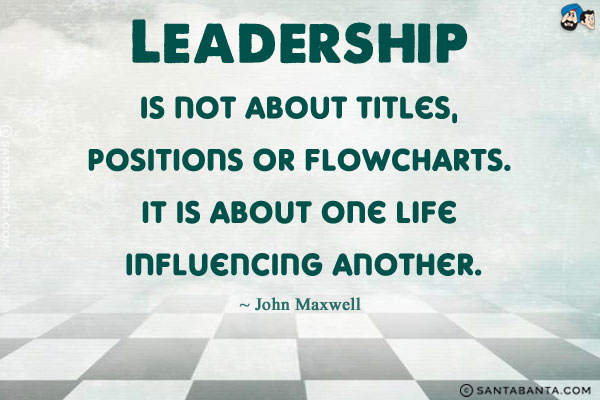 LEADERSHIP
IS NOT ABOUT TITLES,
POSITIONS OR FLOWCHARTS.
IT IS ABOUT ONE LIFE
INFLUENCING ANOTHER.
~ John Maxwell
© SANTABANTA.COM
© SANTABANTA.COM